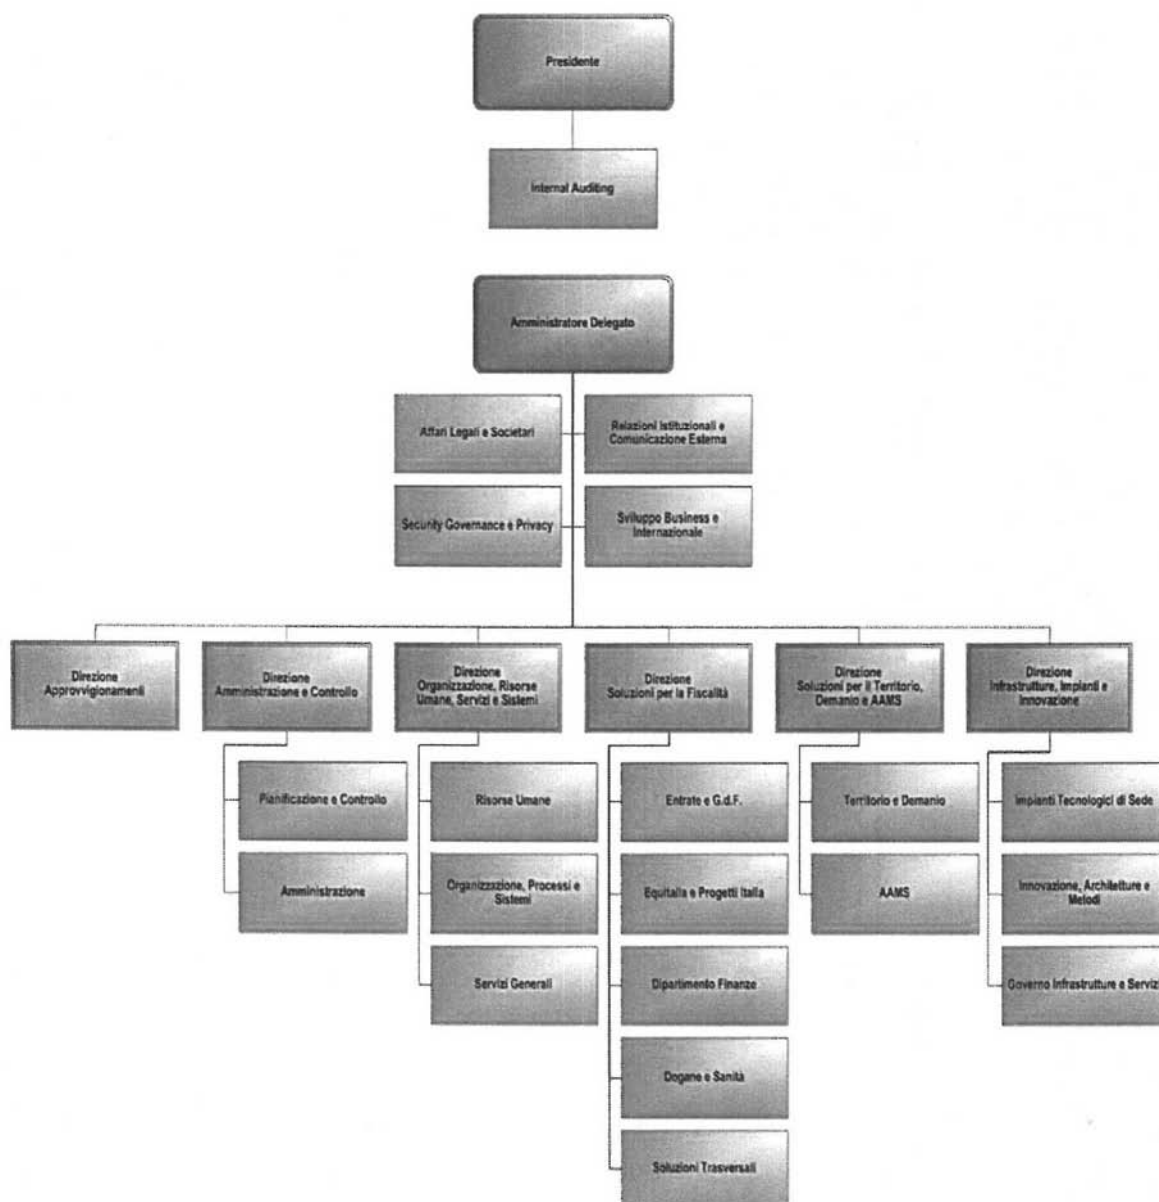 Presidente
Internal Auditing
Amministratore Delegato
Affari Legali e Societari
Relazioni Istituzionali e
Comunicazione Esterna
Security Governance e Privacy
Sviluppo Business e
Internazionale
Direzione
Approvvigionamenti
Direzione
Amministrazione e Controllo
Direzione
Organizzazione, Risorse
Umane, Servizi e Sistemi
Direzione
Soluzioni per la Fiscalità
Direzione
Soluzioni per il Territorio,
Demanio e AAMS
Direzione
Infrastrutture, Impianti e
Innovazione
Pianificazione e Controllo
Amministrazione
Risorse Umane
Organizzazione, Processi e
Sistemi
Servizi Generali
Entrate e G.d.F.
Equitalia e Progetti Italia
Dipartimento Finanze
Dogane e Sanità
Soluzioni Trasversali
Territorio e Demanio
AAMS
Impianti Tecnologici di Sede
Innovazione, Architetture e
Metodi
Governo Infrastrutture e Servizi